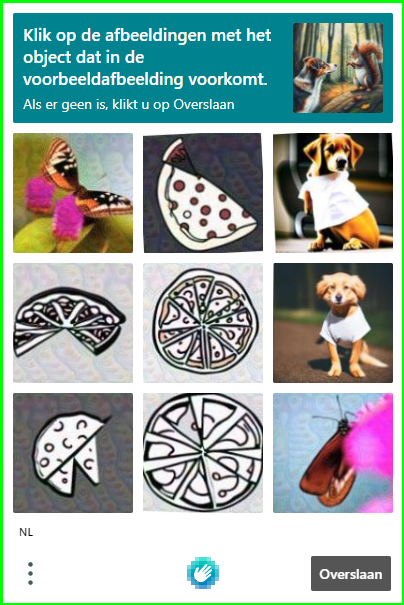 Klik op de afbeeldingen met het
object dat in de
voorbeeldafbeelding voorkomt.
Als er geen is, klikt u op Overslaan
NL
Overslaan